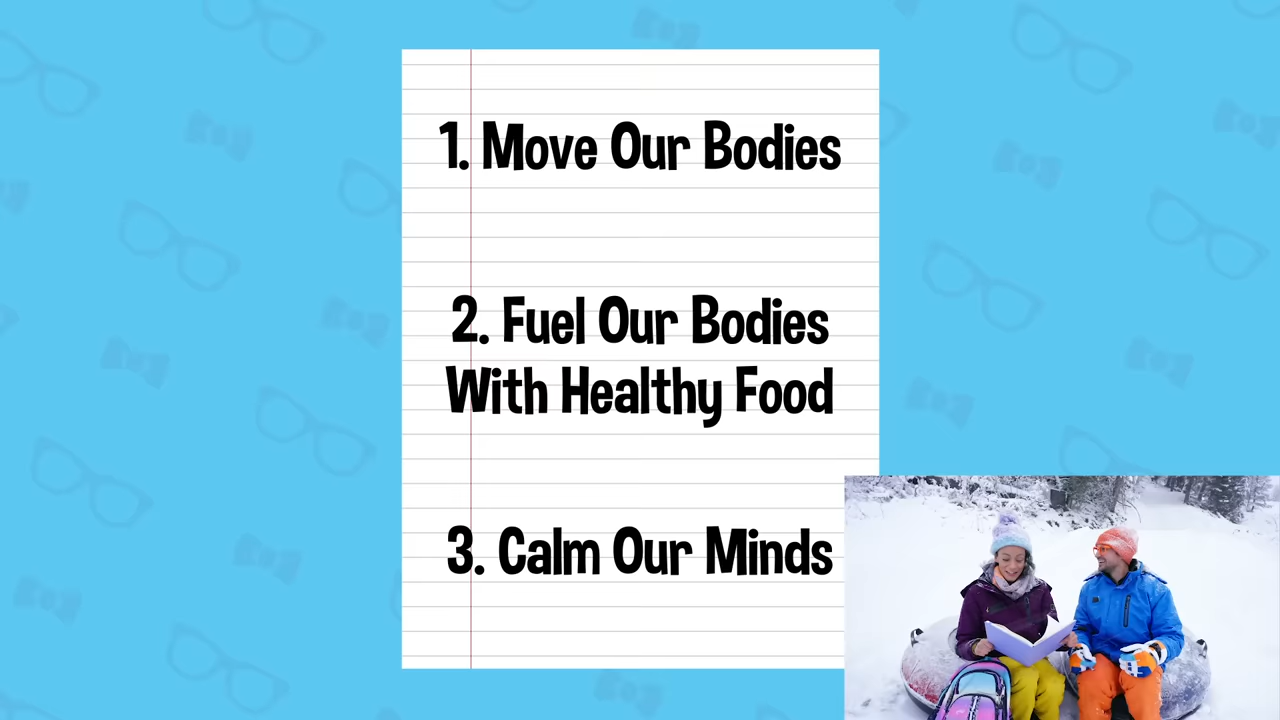 1. Move Our Bodies
2. Fuel Our Bodies
With Healthy Food
3. Calm Our Minds